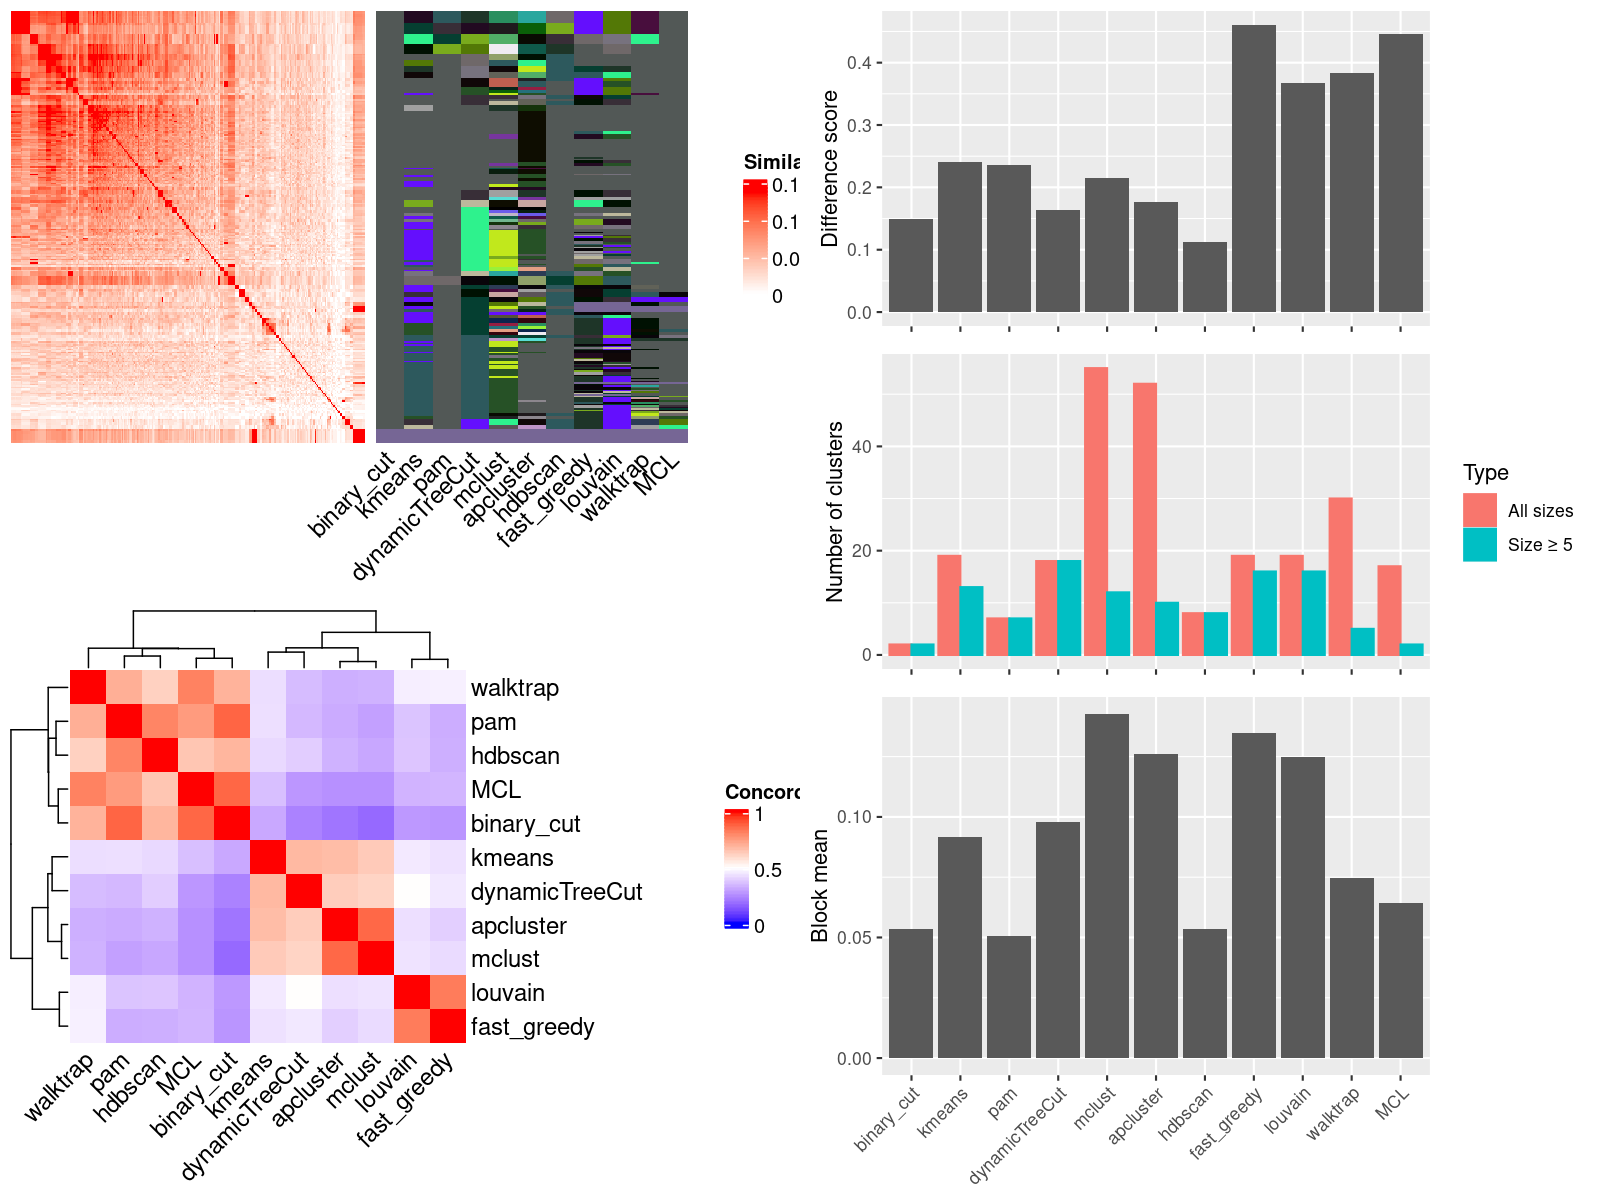 Simila
0.1
0.1
0.0
0
binary_cut
kmeans
pam
dynamicTreeCut
mclust
apcluster
hdbscan
fast_greedy
louvain
walktrap
MCL
walktrap
pam
hdbscan
MCL
binary_cut
kmeans
dynamicTreeCut
apcluster
mclust
louvain
fast_greedy
walktrap
pam
hdbscan
MCL
binary_cut
kmeans
dynamicTreeCut
apcluster
mclust
louvain
fast_greedy
Concord
1
0.5
0
Difference score
0.4
0.3
0.2
0.1
0.0
Number of clusters
40
20
0
Type
All sizes
Size ≥ 5
Block mean
0.10
0.05
0.00
binary_cut
kmeans
pam
dynamicTreeCut
mclust
apcluster
hdbscan
fast_greedy
louvain
walktrap
MCL